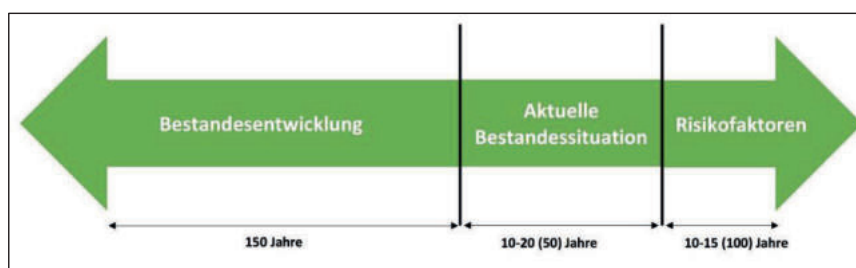 Bestandesentwicklung
Aktuelle
Bestandessituation
Risikofaktoren
150 Jahre
10-20 (50) Jahre
10-15 (100) Jahre